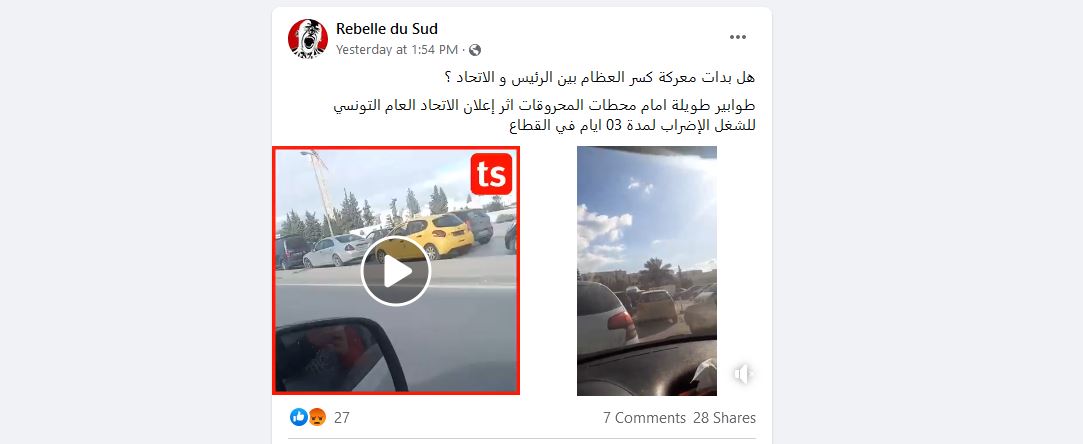 Rebelle du Sud
Yesterday at 1:54 PM ·
هل بدات معركة كسر العظام بين الرئيس و الاتحاد ؟
طوابير طويلة امام محطات المحروقات اثر إعلان الاتحاد العام التونسي
للشغل الإضراب لمدة 03 ايام في القطاع
ts
27
7 Comments 28 Shares